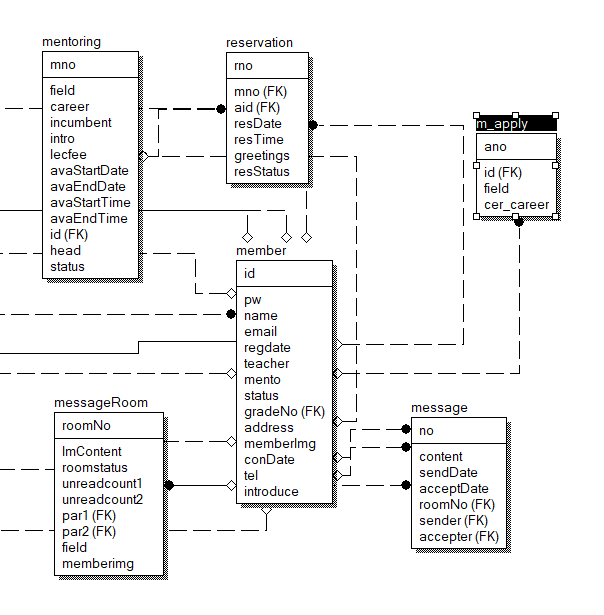 mentoring
mno
field
career
incumbent
intro
lecfee
avaStartDate
avaEndDate
avaStartTime
avaEndTime
id (FK)
head
status
reservation
rno
mno (FK)
aid (FK)
resDate
resTime
greetings
resStatus
m_apply
ano
id (FK)
field
cer_career
member
id
pw
name
email
regdate
teacher
mento
status
gradeNo (FK)
address
memberImg
conDate
tel
introduce
messageRoom
roomNo
lmContent
roomstatus
unreadcount1
unreadcount2
par1 (FK)
par2 (FK)
field
memberimg
message
no
content
sendDate
acceptDate
roomNo (FK)
sender (FK)
accepter (FK)